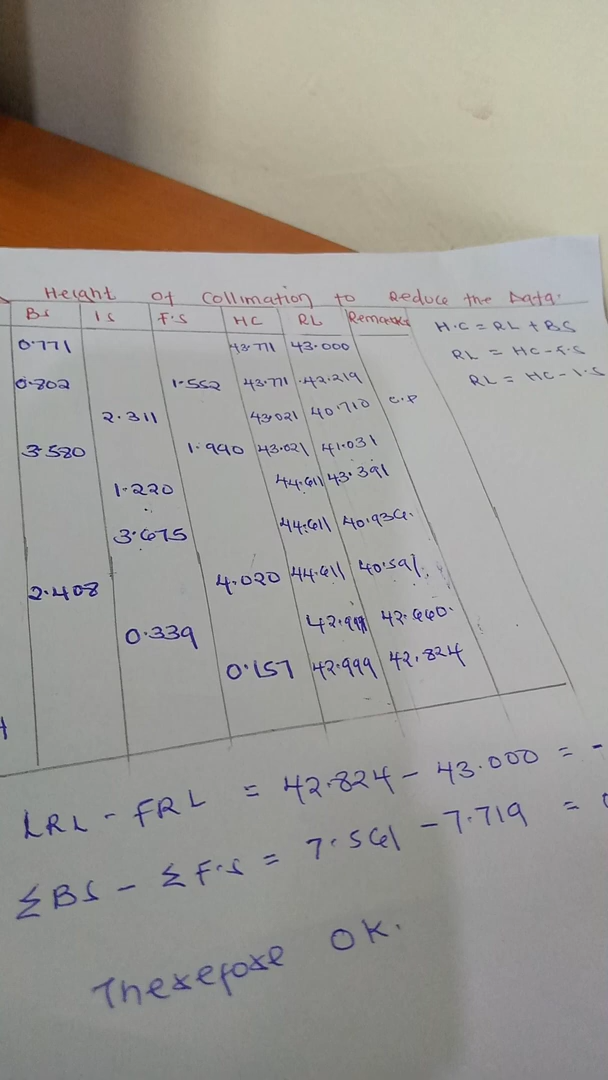 Height of Collimation to Reduce the Data.
BS IS F.S HC RL Remarks
H.C = RL + BS
0.771 43.771 43.000
RL = HC - F.S
0.802 1.552 43.771 42.219
RL = HC - I.S
2.311 43.021 40.710 C.P
3.580 1.990 43.021 41.031
1.220 44.611 43.391
3.675 44.611 40.936
2.408 4.020 44.611 40.591
0.339 42.999 42.660
0.157 42.999 42.824
LRL - FRL = 42.824 - 43.000 = -
ΣBS - ΣF.S = 7.561 - 7.719 =
Therefore OK.